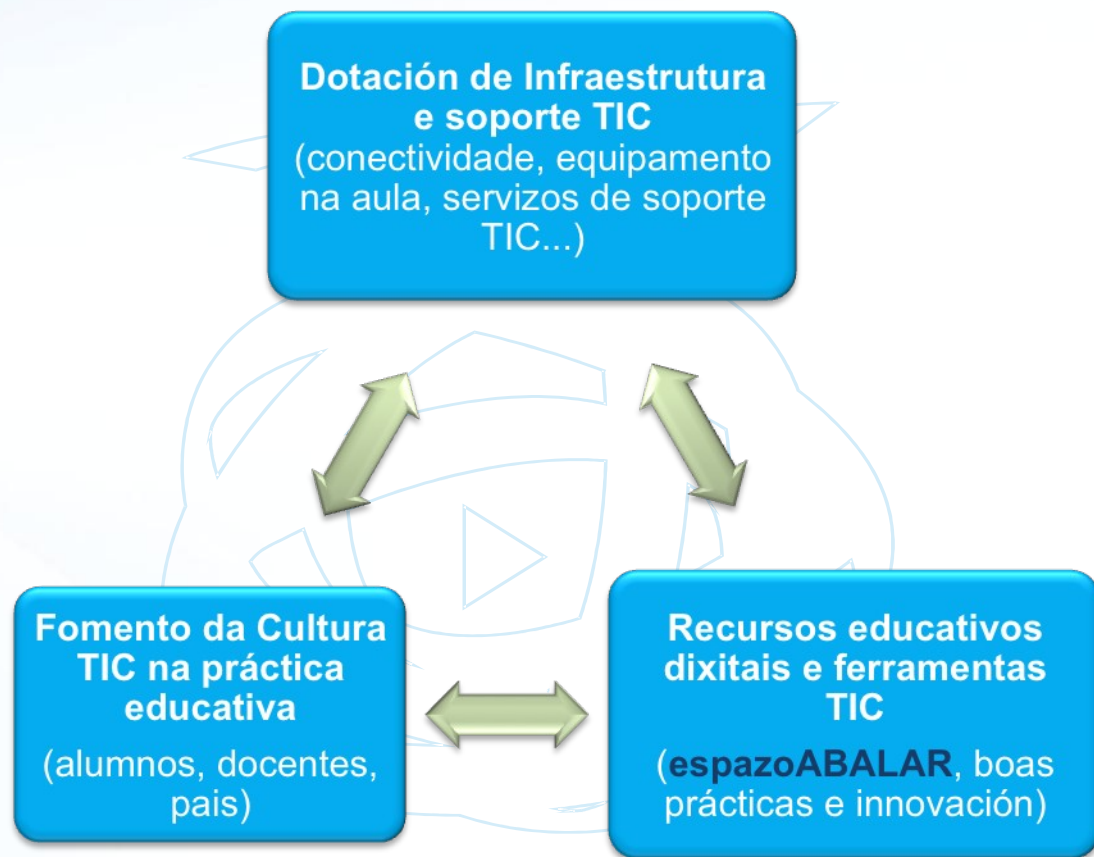 Dotación de Infraestrutura
e soporte TIC
(conectividade, equipamento
na aula, servizos de soporte
TIC...)
Fomento da Cultura
TIC na práctica
educativa
(alumnos, docentes,
pais)
Recursos educativos
dixitais e ferramentas
TIC
(espazoABALAR, boas
prácticas e innovación)